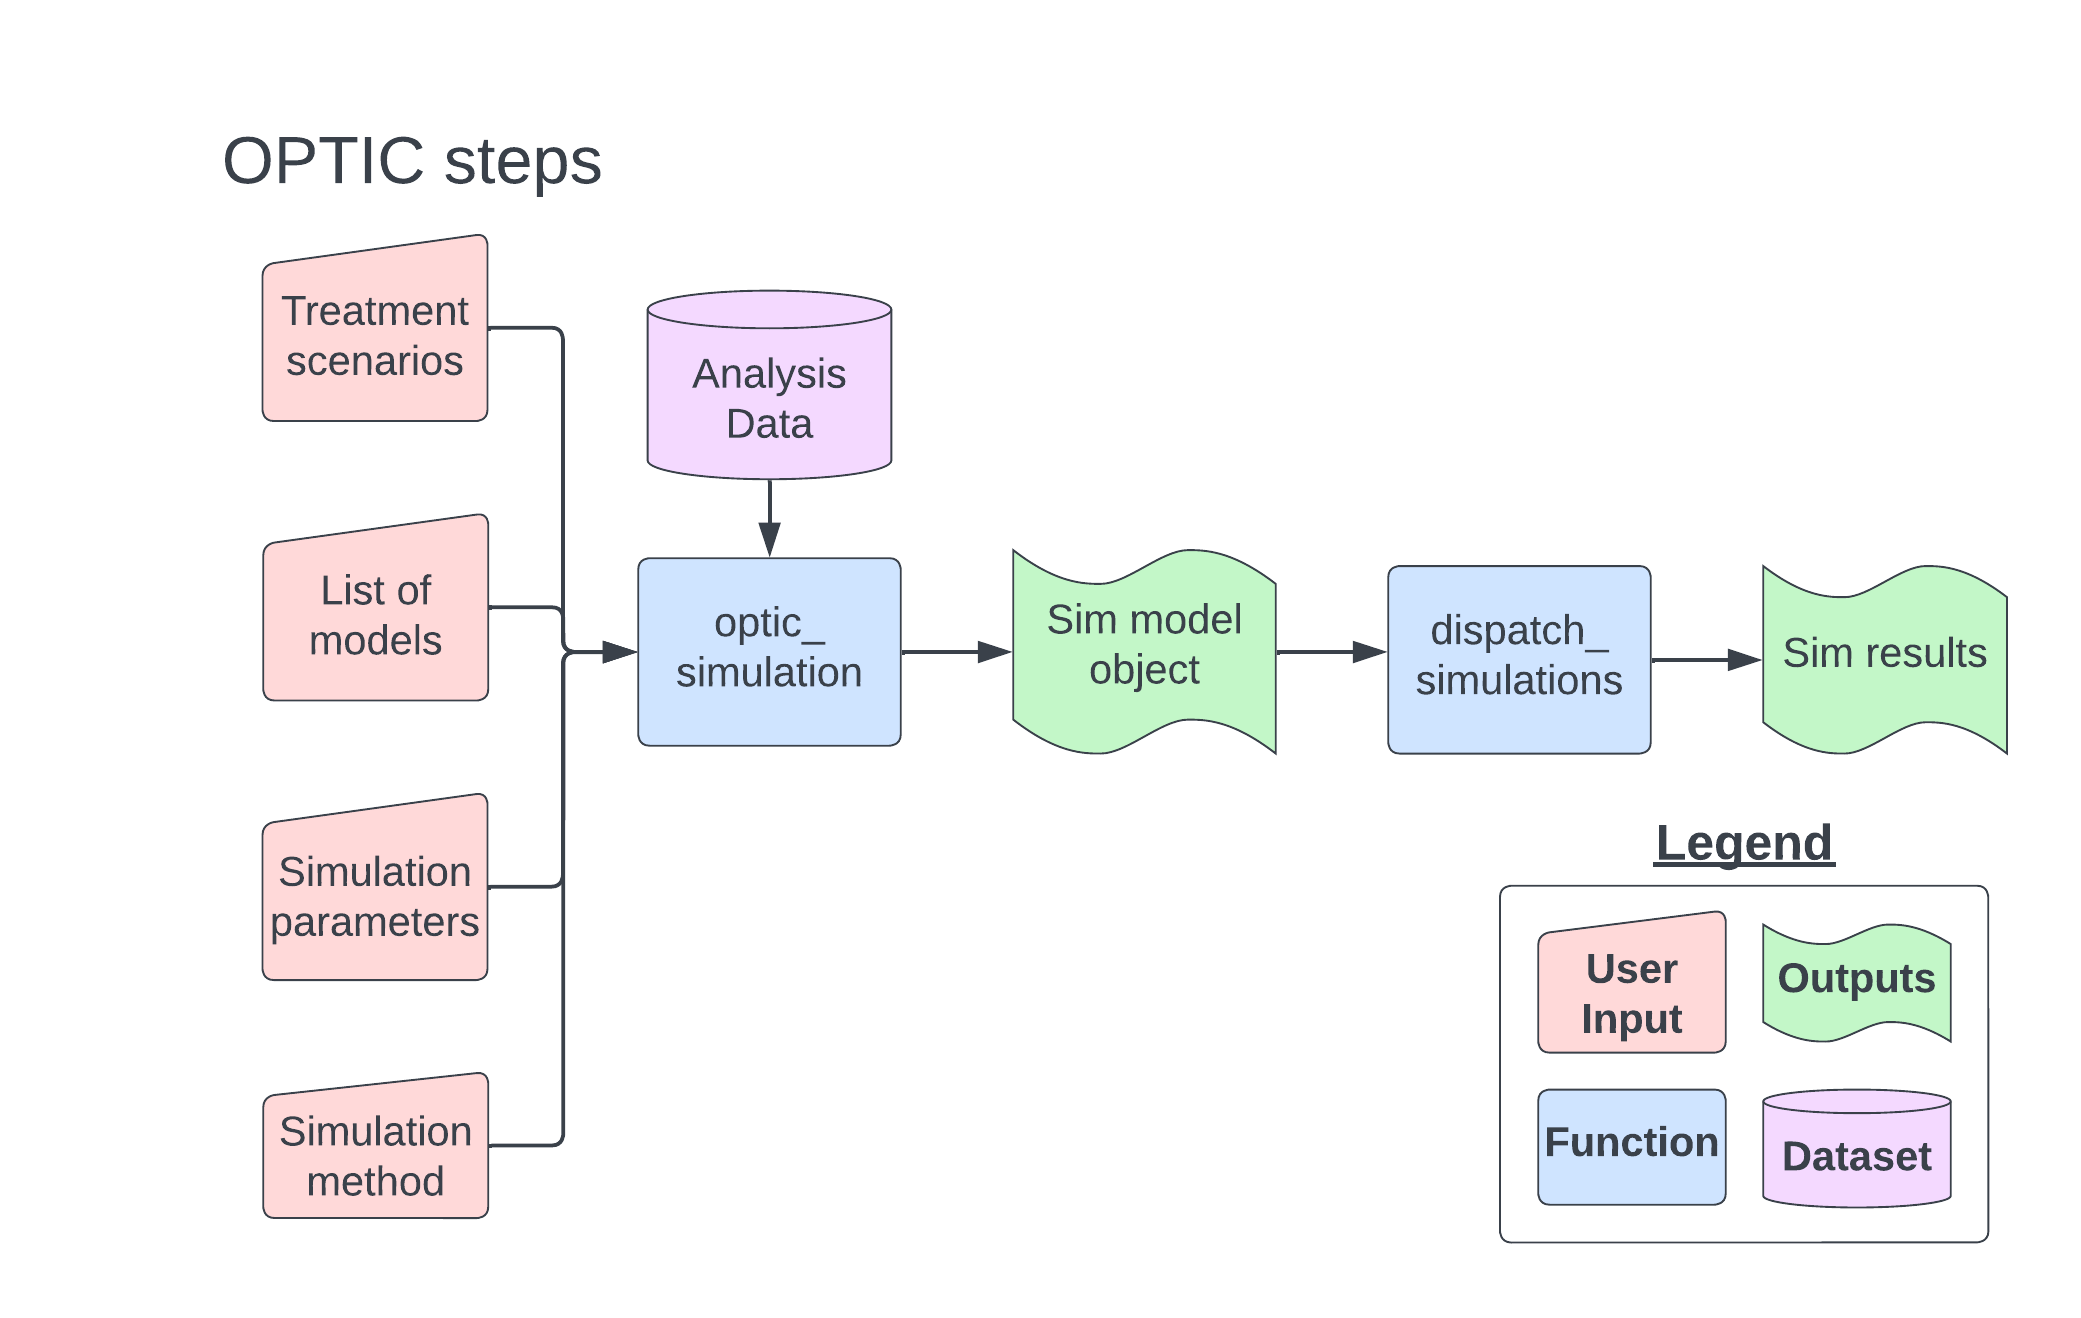 OPTIC steps
Treatment
scenarios
List of
models
Simulation
parameters
Simulation
method
Analysis
Data
optic_
simulation
Sim model
object
dispatch_
simulations
Sim results
Legend
User
Input
Outputs
Function
Dataset